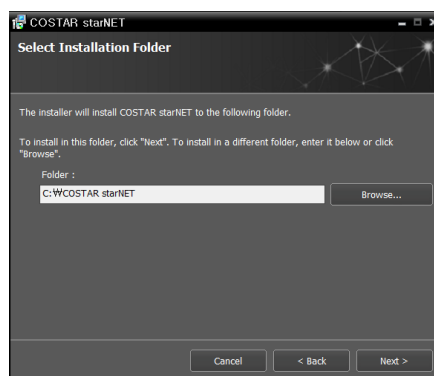 COSTAR starNET
Select Installation Folder
The installer will install COSTAR starNET to the following folder.
To install in this folder, click "Next". To install in a different folder, enter it below or click
"Browse".
Folder :
C:₩COSTAR starNET
Browse...
Cancel
< Back
Next >